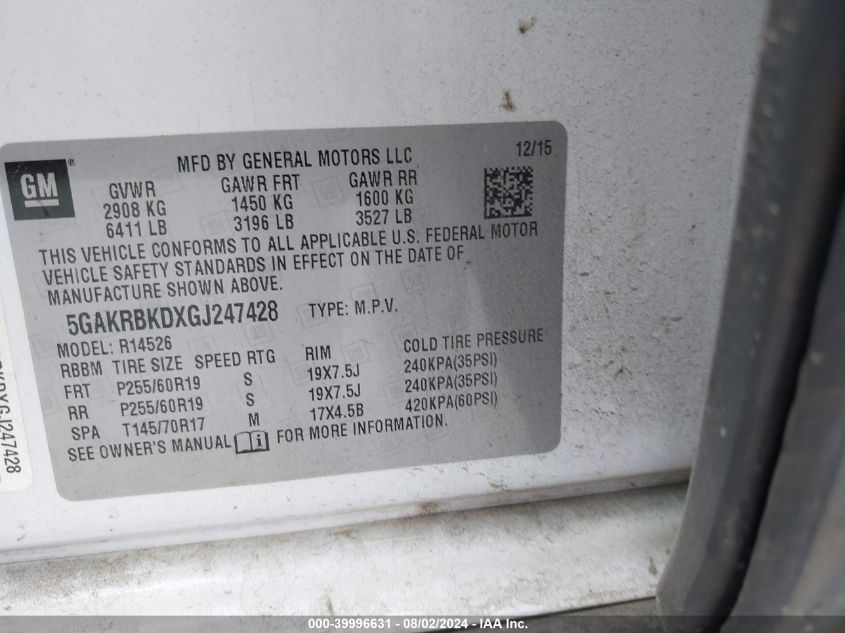 MFD BY GENERAL MOTORS LLC 12/15
GM ®
GVWR GAWR FRT GAWR RR
2908 KG 1450 KG 1600 KG
6411 LB 3196 LB 3527 LB
THIS VEHICLE CONFORMS TO ALL APPLICABLE U.S. FEDERAL MOTOR
VEHICLE SAFETY STANDARDS IN EFFECT ON THE DATE OF
MANUFACTURE SHOWN ABOVE.
5GAKRBKDXGJ247428 TYPE: M.P.V.
MODEL: R14526
RBBM TIRE SIZE SPEED RTG RIM COLD TIRE PRESSURE
FRT P255/60R19 S 19X7.5J 240KPA(35PSI)
RR P255/60R19 S 19X7.5J 240KPA(35PSI)
SPA T145/70R17 M 17X4.5B 420KPA(60PSI)
SEE OWNER'S MANUAL i FOR MORE INFORMATION.
000-39996631 - 08/02/2024 - IAA Inc.